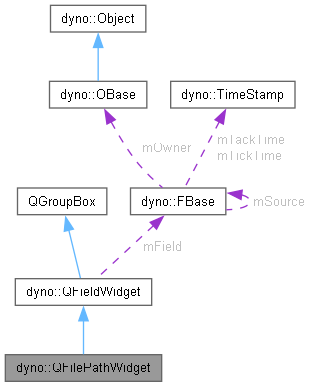 dyno::Object
dyno::OBase
dyno::TimeStamp
mTackTime
mTickTime
mOwner
QGroupBox
dyno::FBase
mSource
mField
dyno::QFieldWidget
dyno::QFilePathWidget